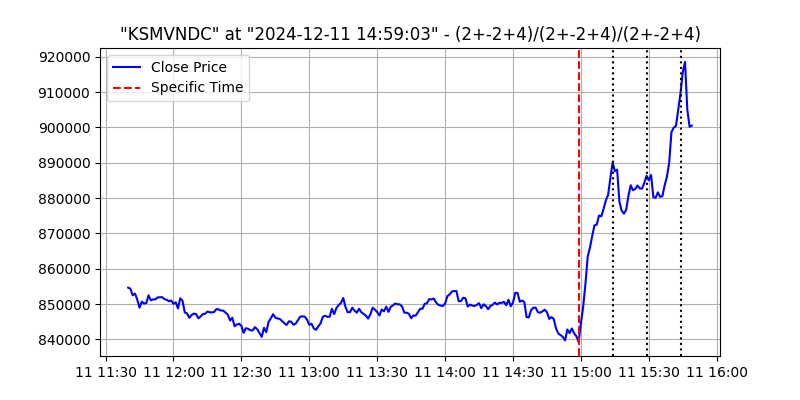 "KSMVNDC" at "2024-12-11 14:59:03" - (2+-2+4)/(2+-2+4)/(2+-2+4)
Close Price
Specific Time
920000
910000
900000
890000
880000
870000
860000
850000
840000
11 11:30 11 12:00 11 12:30 11 13:00 11 13:30 11 14:00 11 14:30 11 15:00 11 15:30 11 16:00